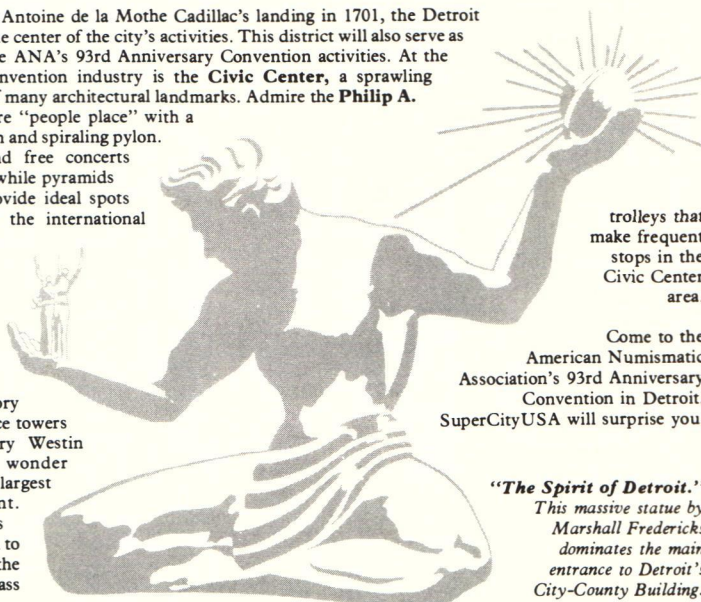 Antoine de la Mothe Cadillac's landing in 1701, the Detroit
e center of the city's activities. This district will also serve as
e ANA's 93rd Anniversary Convention activities. At the
nvention industry is the Civic Center, a sprawling
f many architectural landmarks. Admire the Philip A.
re "people place" with a
n and spiraling pylon.
nd free concerts
while pyramids
ovide ideal spots
the international
ory
ce towers
ry Westin
wonder
largest
nt.
s
to
the
ass
trolleys that
make frequent
stops in the
Civic Center
area
Come to the
American Numismatic
Association's 93rd Anniversary
Convention in Detroit
SuperCityUSA will surprise you
"The Spirit of Detroit."
This massive statue by
Marshall Fredericks
dominates the main
entrance to Detroit's
City-County Building.